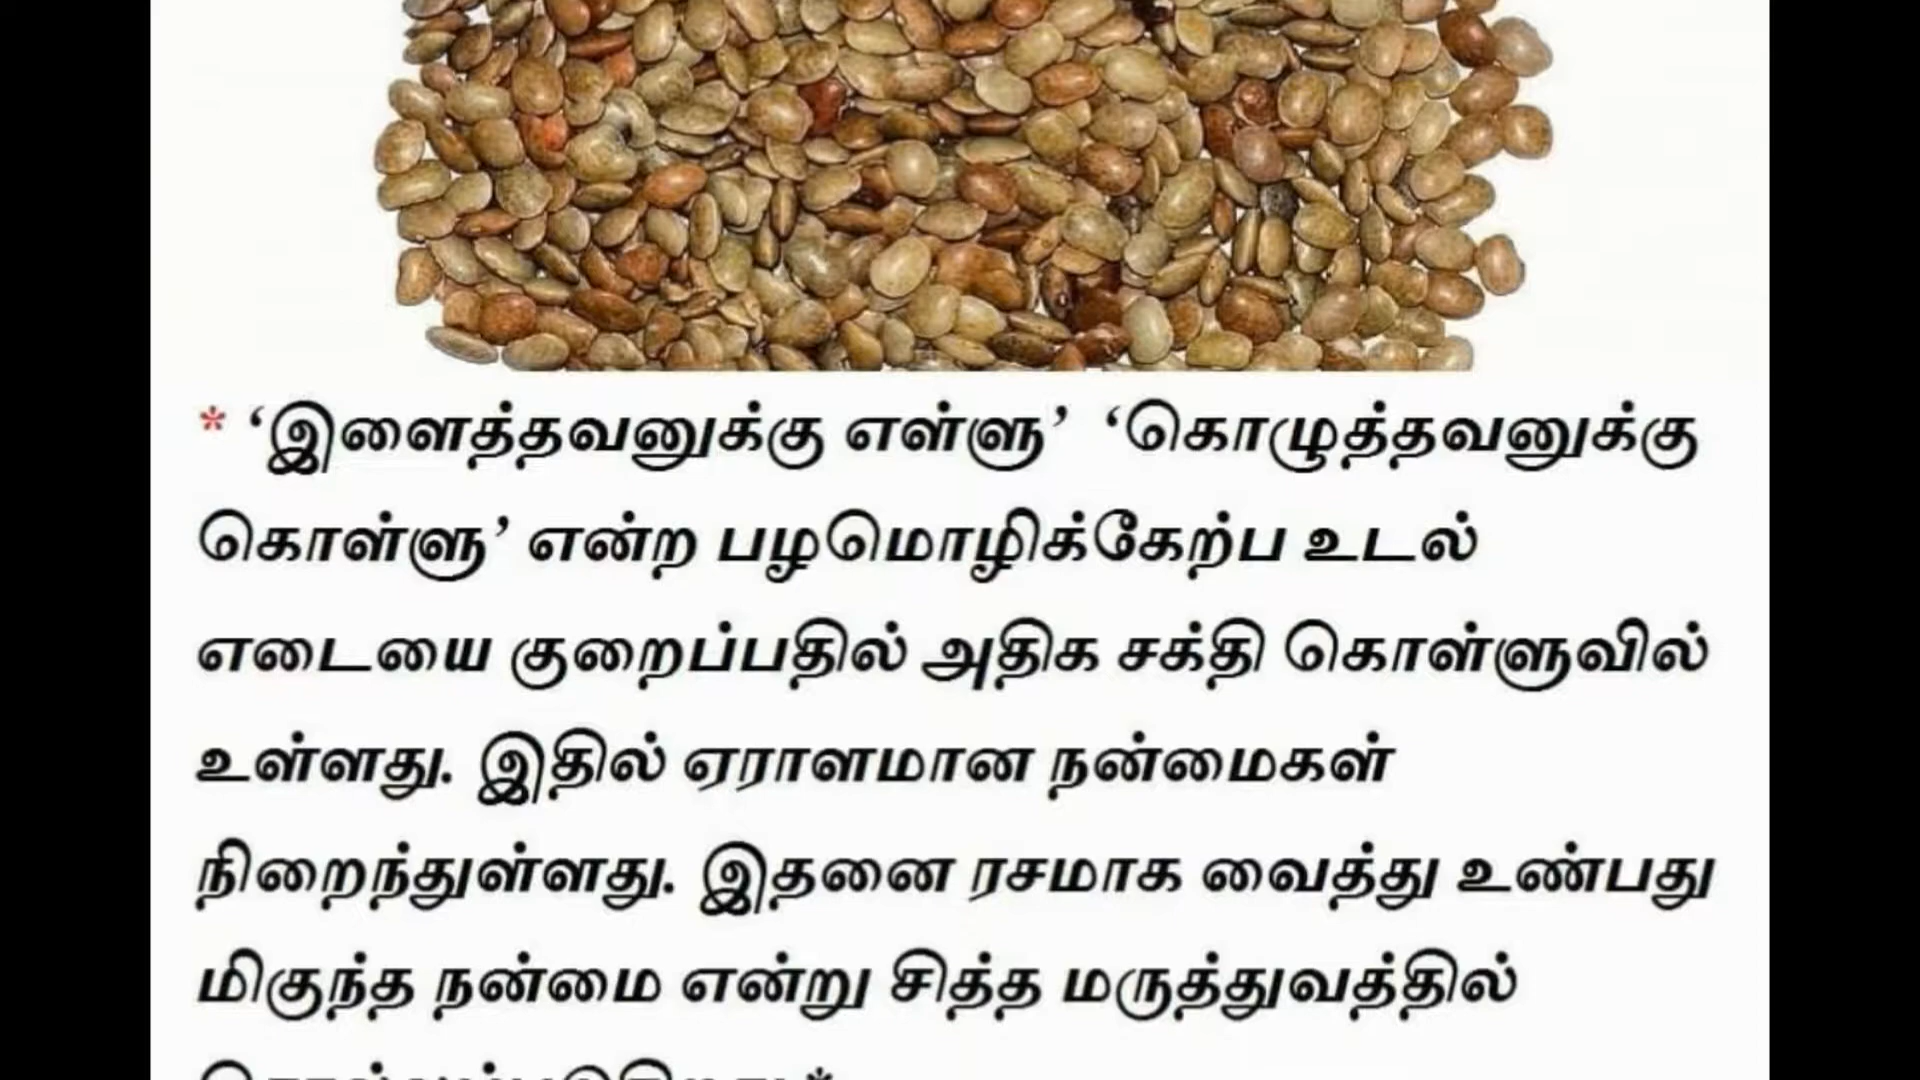 * ‘இளைத்தவனுக்கு எள்ளு’ ‘கொழுத்தவனுக்கு
கொள்ளு’ என்ற பழமொழிக்கேற்ப உடல்
எடையை குறைப்பதில் அதிக சக்தி கொள்ளுவில்
உள்ளது. இதில் ஏராளமான நன்மைகள்
நிறைந்துள்ளது. இதனை ரசமாக வைத்து உண்பது
மிகுந்த நன்மை என்று சித்த மருத்துவத்தில்